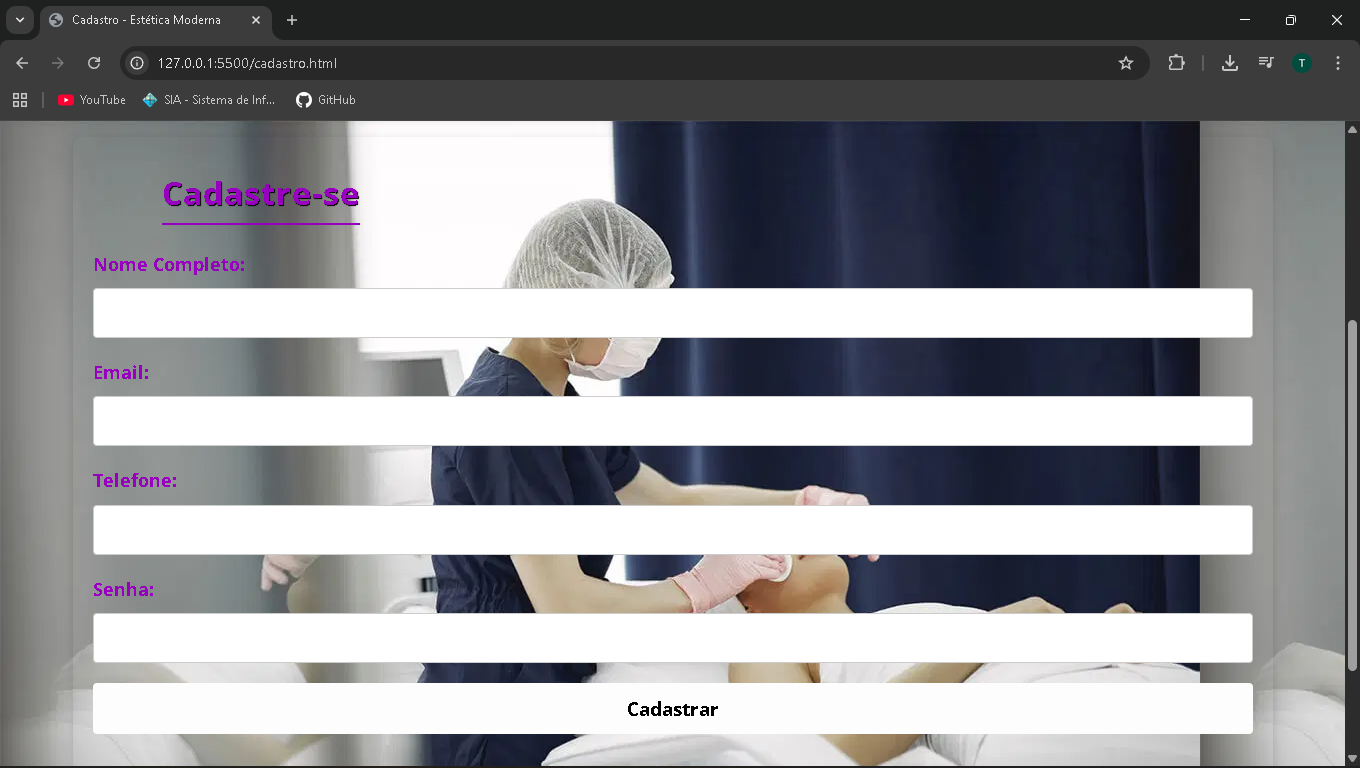 Cadastro - Estética Moderna
127.0.0.1:5500/cadastro.html
T
YouTube
SIA - Sistema de Inf...
GitHub
Cadastre-se
Nome Completo:
Email:
Telefone:
Senha:
Cadastrar